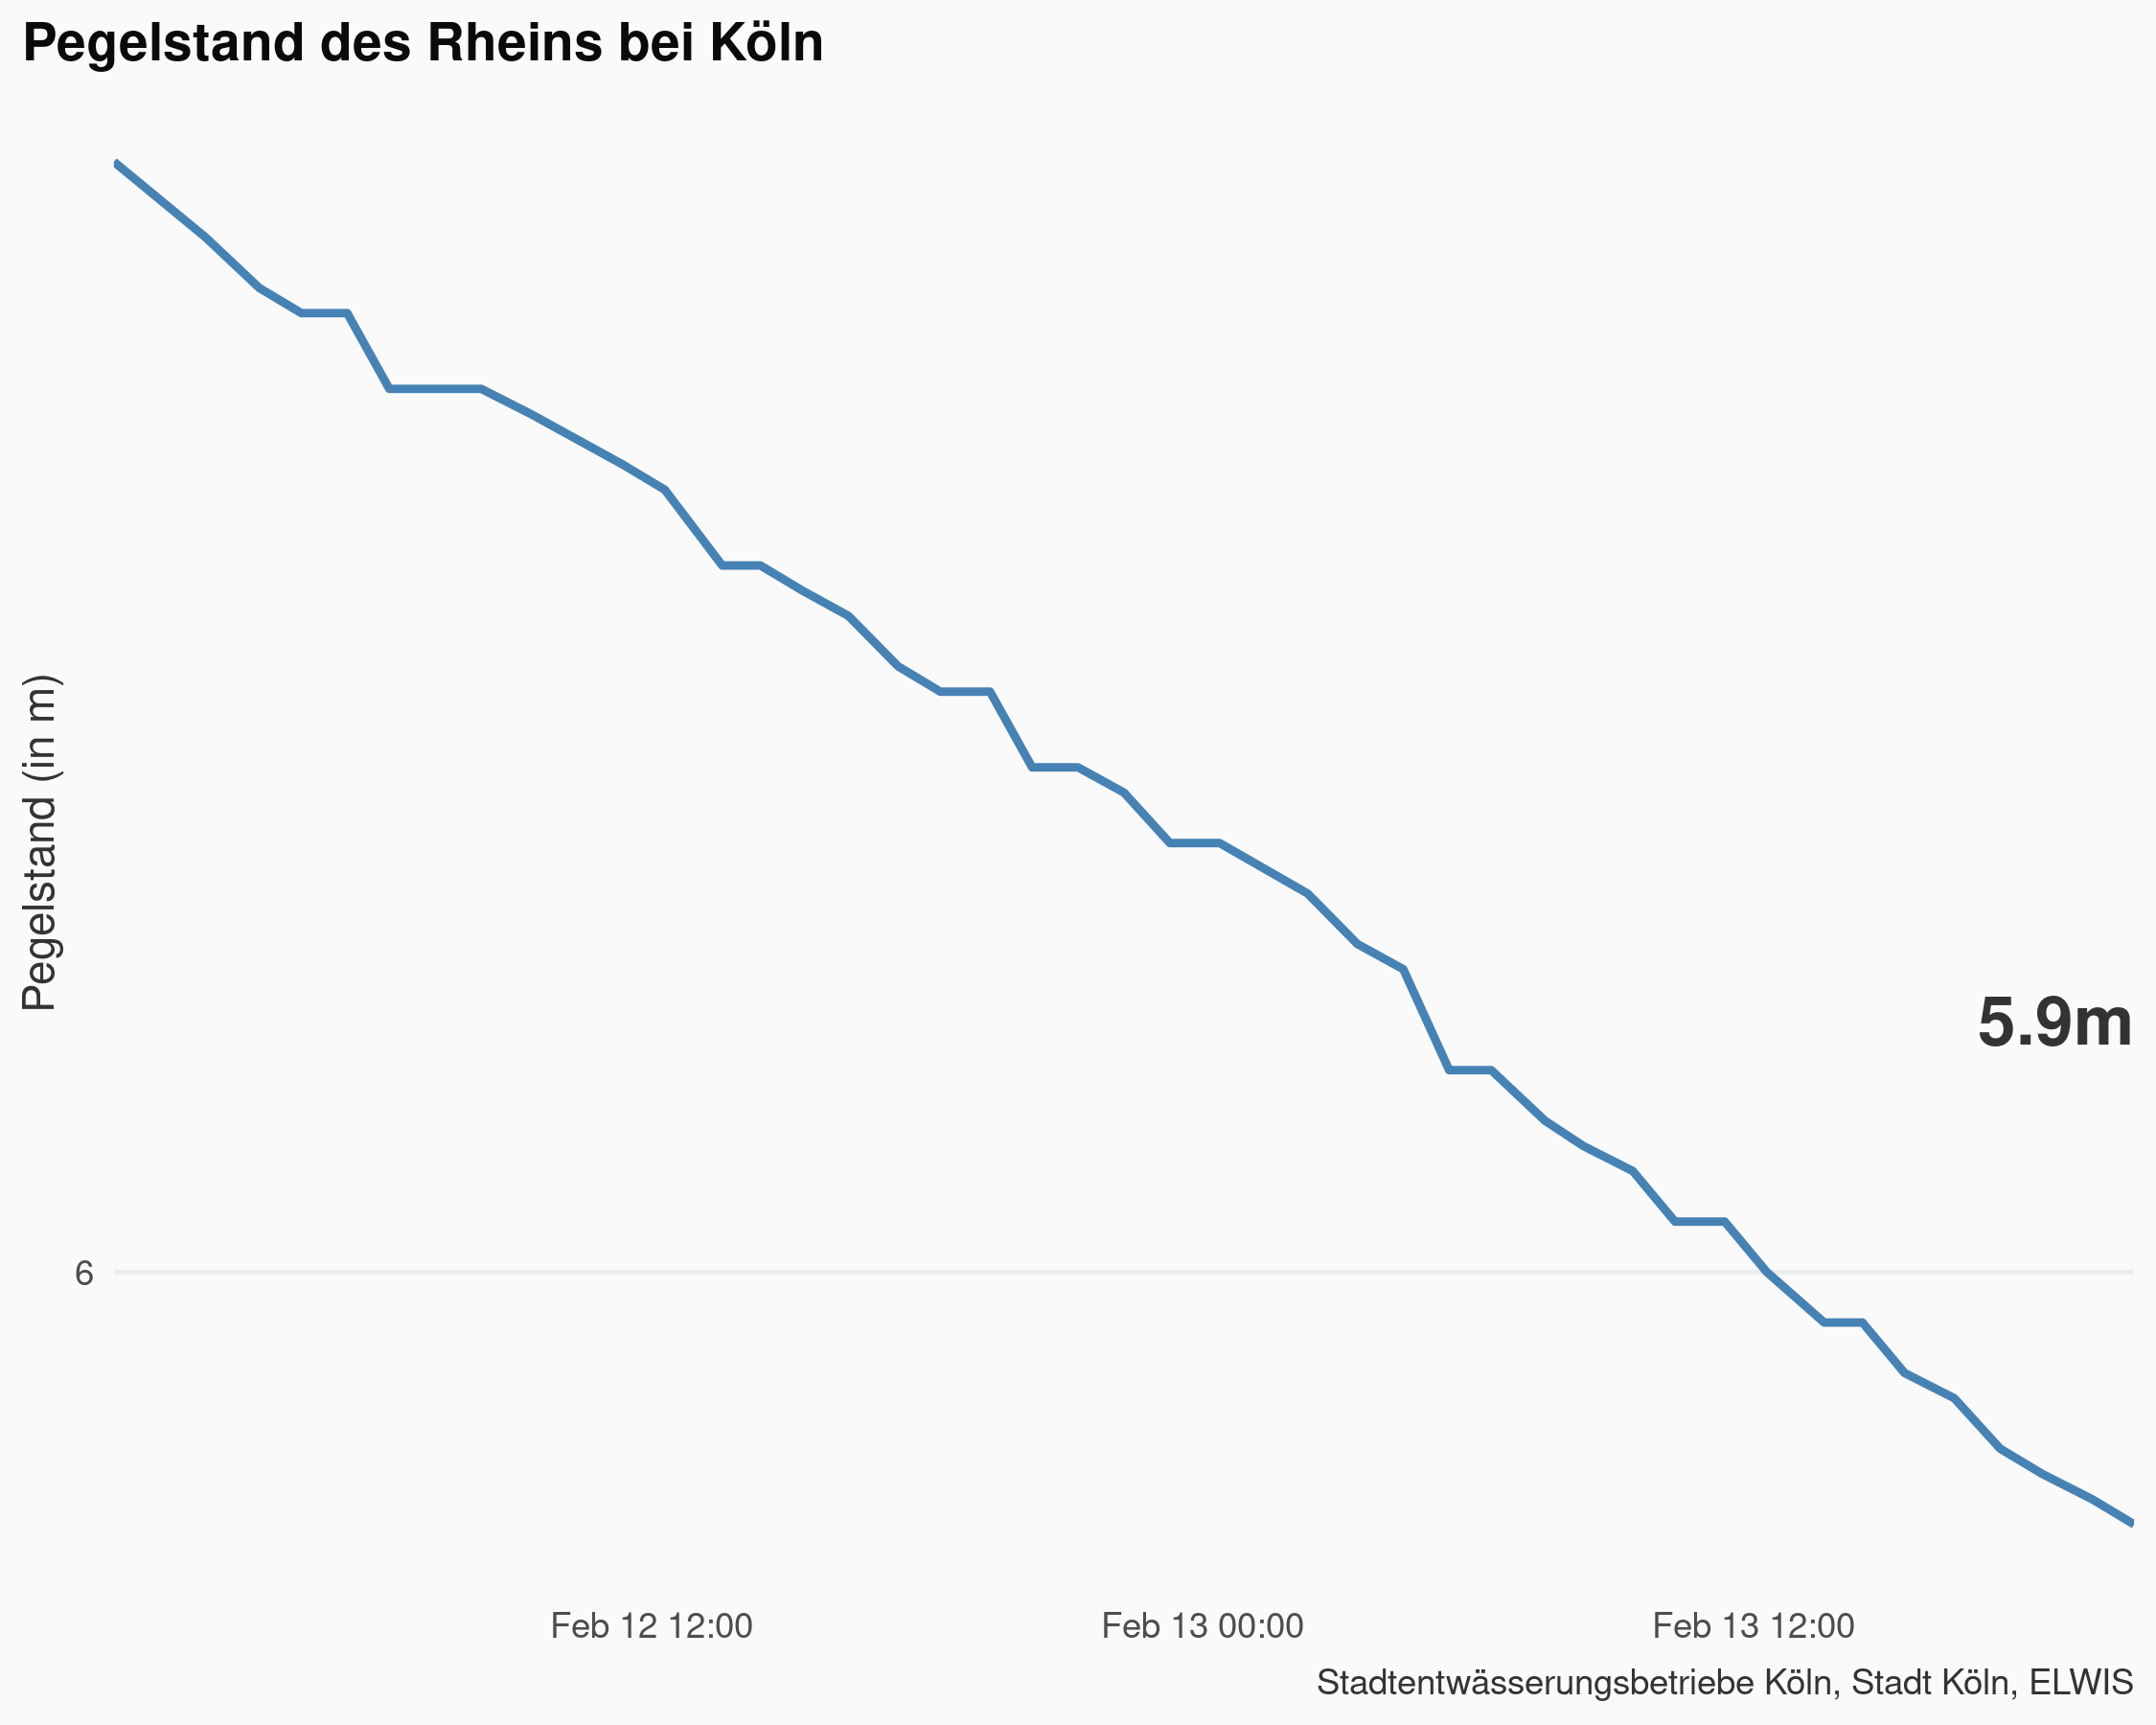 Pegelstand des Rheins bei Köln
Pegelstand (in m)
5.9m
6
Feb 12 12:00
Feb 13 00:00
Feb 13 12:00
Stadtentwässerungsbetriebe Köln, Stadt Köln, ELWIS